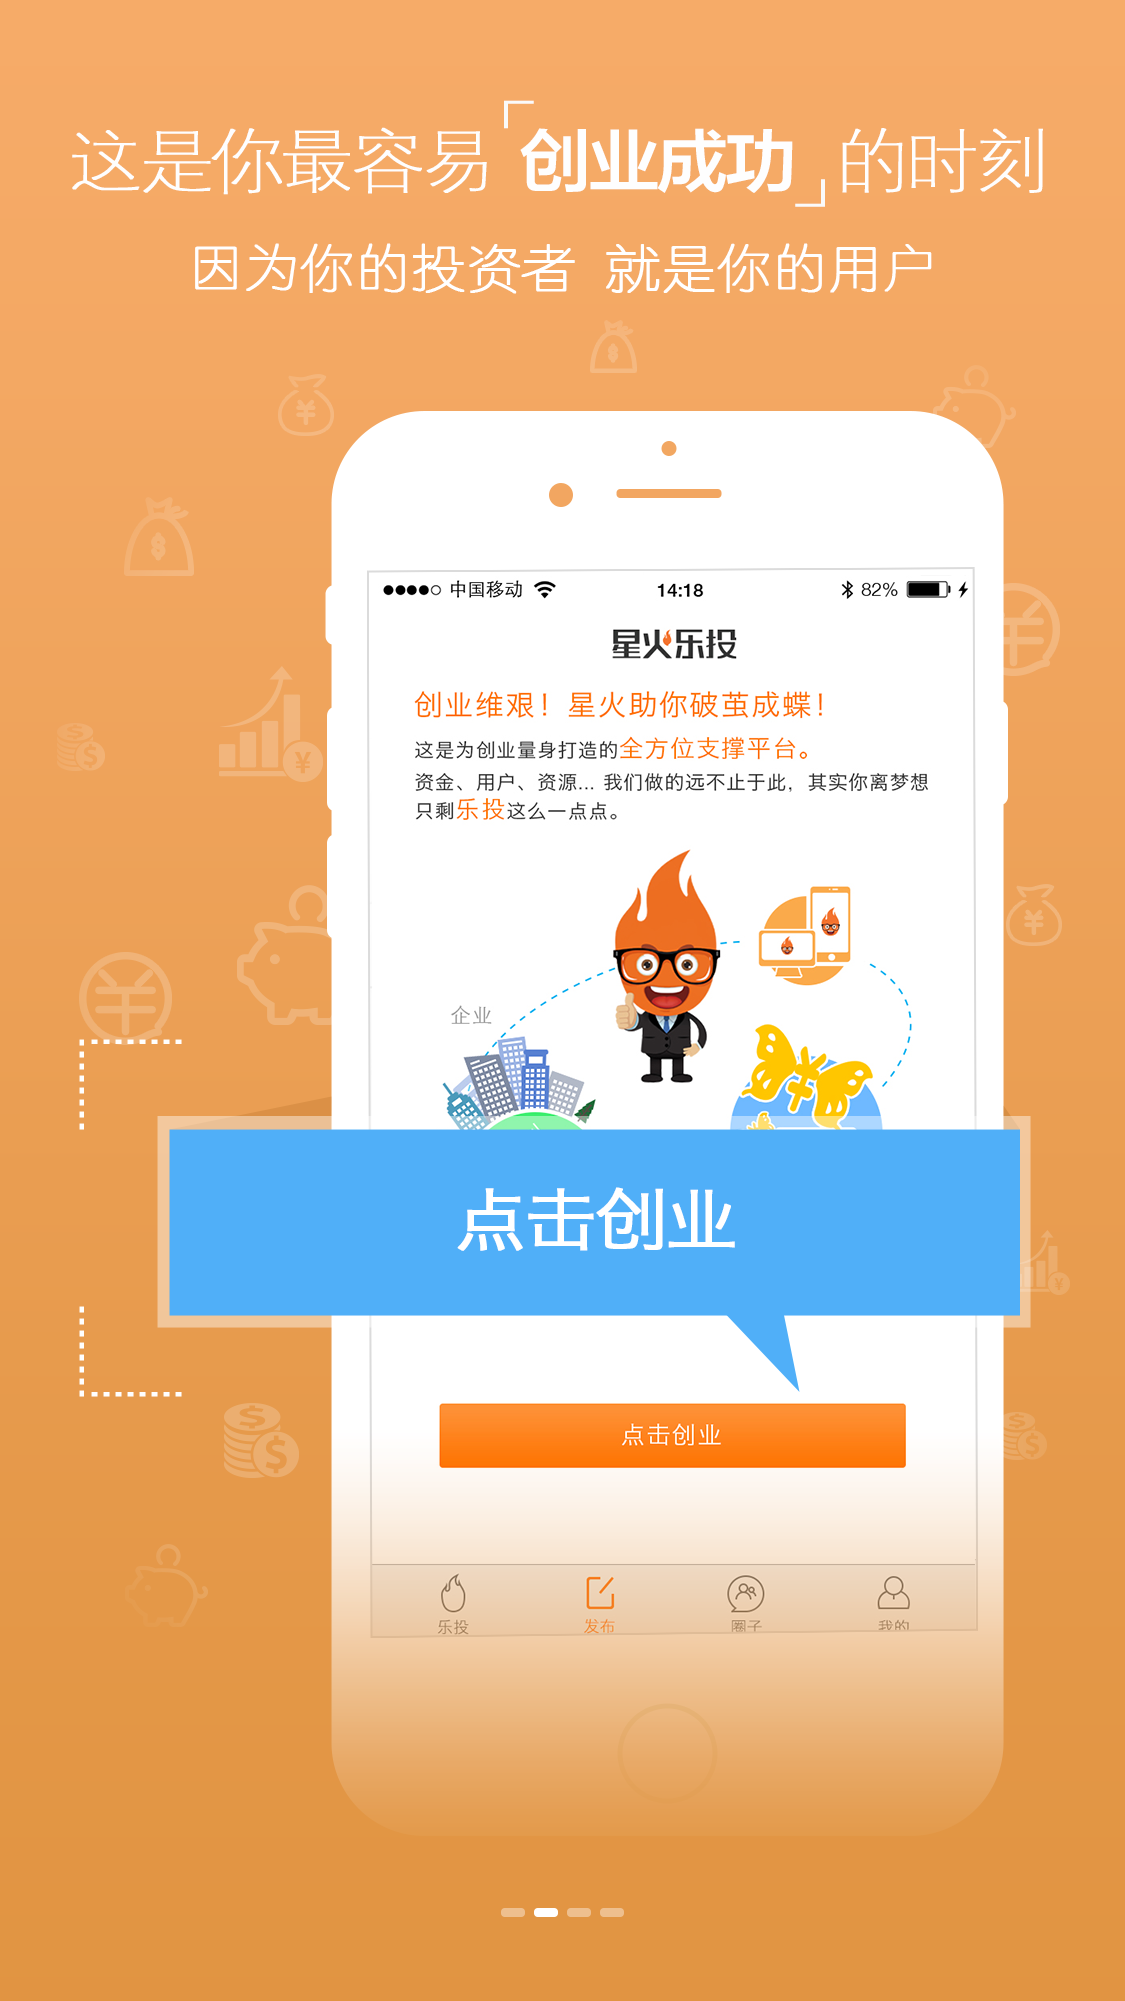 这是你最容易「创业成功」的时刻
因为你的投资者 就是你的用户
中国移动 14:18 82%
星火乐投
创业维艰！星火助你破茧成蝶！
这是为创业量身打造的全方位支撑平台。
资金、用户、资源... 我们做的远不止于此，其实你离梦想
只剩乐投这么一点点。
企业
点击创业
点击创业
乐投 发布 圈子 我的